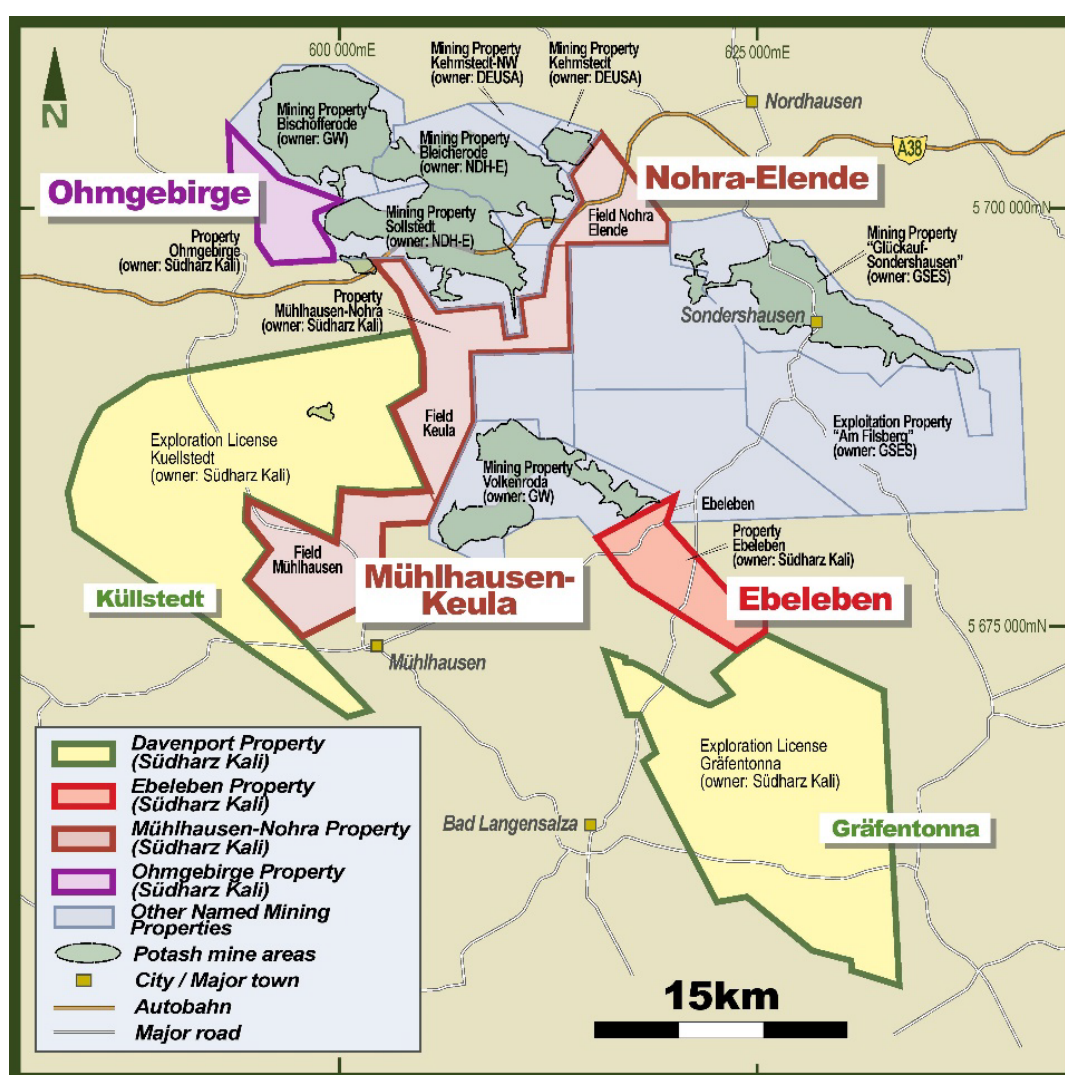 600 000mE
625 000mE
Mining Property
Kehmstedt-NW
(owner: DEUSA)
Mining Property
Kehmstedt
(owner: DEUSA)
N
Nordhausen
Mining Property
Bischofferode
(owner: GW)
Mining Property
Bleicherode
(owner: NDH-E)
A38
Ohmgebirge
Nohra-Elende
Mining Property
Sollstedt
(owner: NDH-E)
Field Nohra
Elende
5 700 000mN
Property
Ohmgebirge
(owner: Südharz Kali)
Mining Property
"Glückauf-
Sondershausen"
(owner: GSES)
Property
Mühlhausen-Nohra
(owner: Südharz Kali)
Sondershausen
Field
Keula
Exploration License
Kuellstedt
(owner: Südharz Kali)
Exploitation Property
"Am Filsberg"
(owner: GSES)
Mining Property
Volkenroda
(owner: GW)
Ebeleben
Property
Ebeleben
(owner: Südharz Kali)
Field
Mühlhausen
Mühlhausen-
Keula
Küllstedt
Ebeleben
5 675 000mN
Mühlhausen
Exploration License
Gräfentonna
(owner: Südharz Kali)
Bad Langensalza
Gräfentonna
Davenport Property
(Südharz Kali)
Ebeleben Property
(Südharz Kali)
Mühlhausen-Nohra Property
(Südharz Kali)
Ohmgebirge Property
(Südharz Kali)
Other Named Mining
Properties
Potash mine areas
City / Major town
Autobahn
Major road
15km